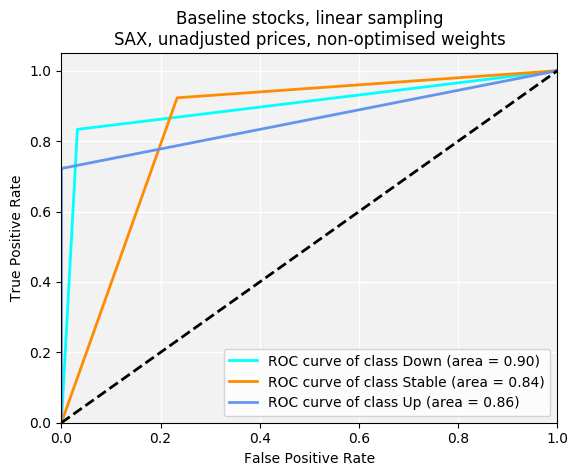 Baseline stocks, linear sampling
SAX, unadjusted prices, non-optimised weights
True Positive Rate
1.0
0.8
0.6
0.4
0.2
0.0
ROC curve of class Down (area = 0.90)
ROC curve of class Stable (area = 0.84)
ROC curve of class Up (area = 0.86)
0.0 0.2 0.4 0.6 0.8 1.0
False Positive Rate